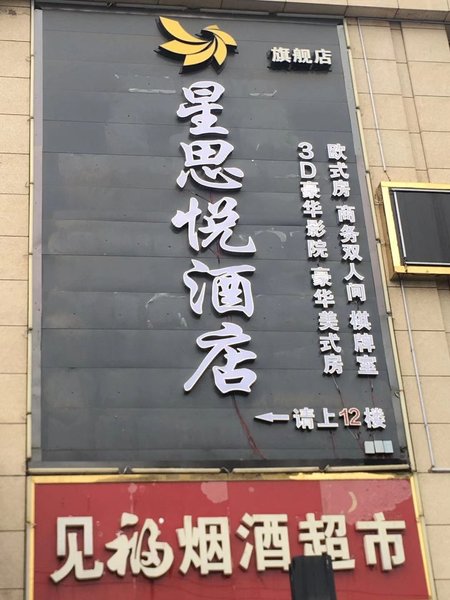 旗舰店
星思悦酒店
欧式房 商务双人间 棋牌室
3D豪华影院 豪华美式房
请上12楼
见福烟酒超市